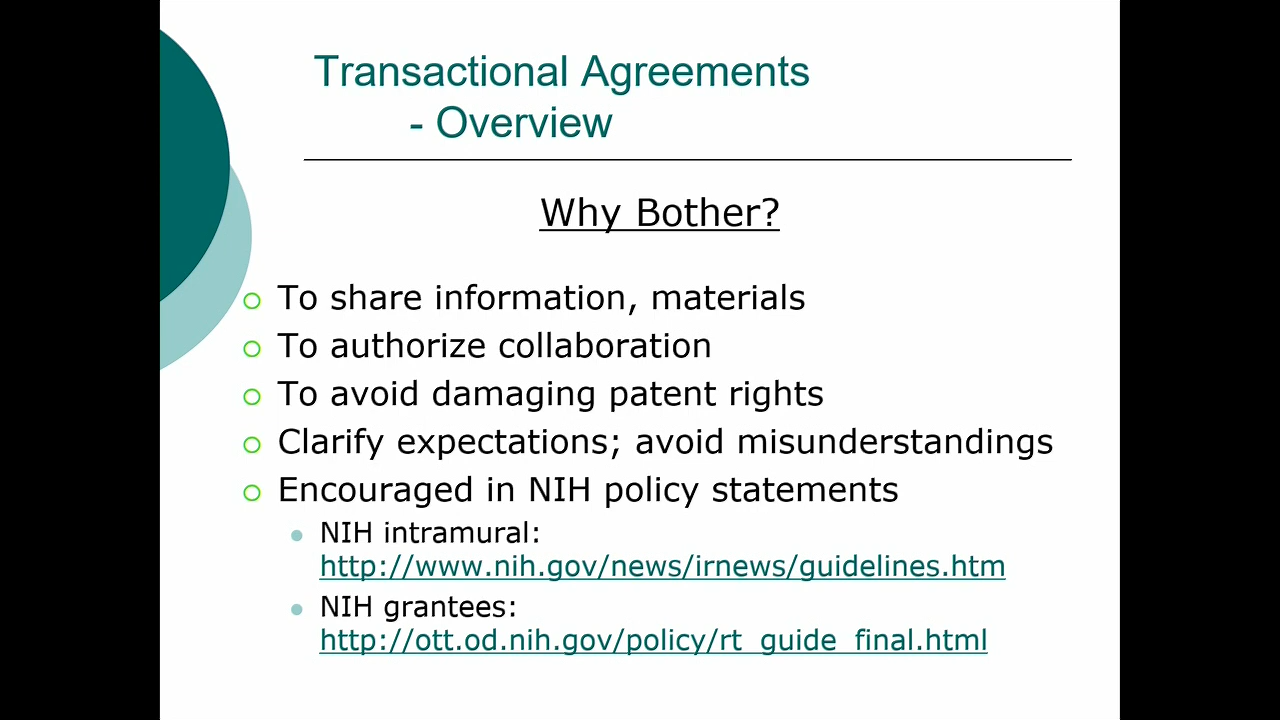 Transactional Agreements
- Overview
Why Bother?
To share information, materials
To authorize collaboration
To avoid damaging patent rights
Clarify expectations; avoid misunderstandings
Encouraged in NIH policy statements
NIH intramural:
http://www.nih.gov/news/irnews/guidelines.htm
NIH grantees:
http://ott.od.nih.gov/policy/rt_guide_final.html